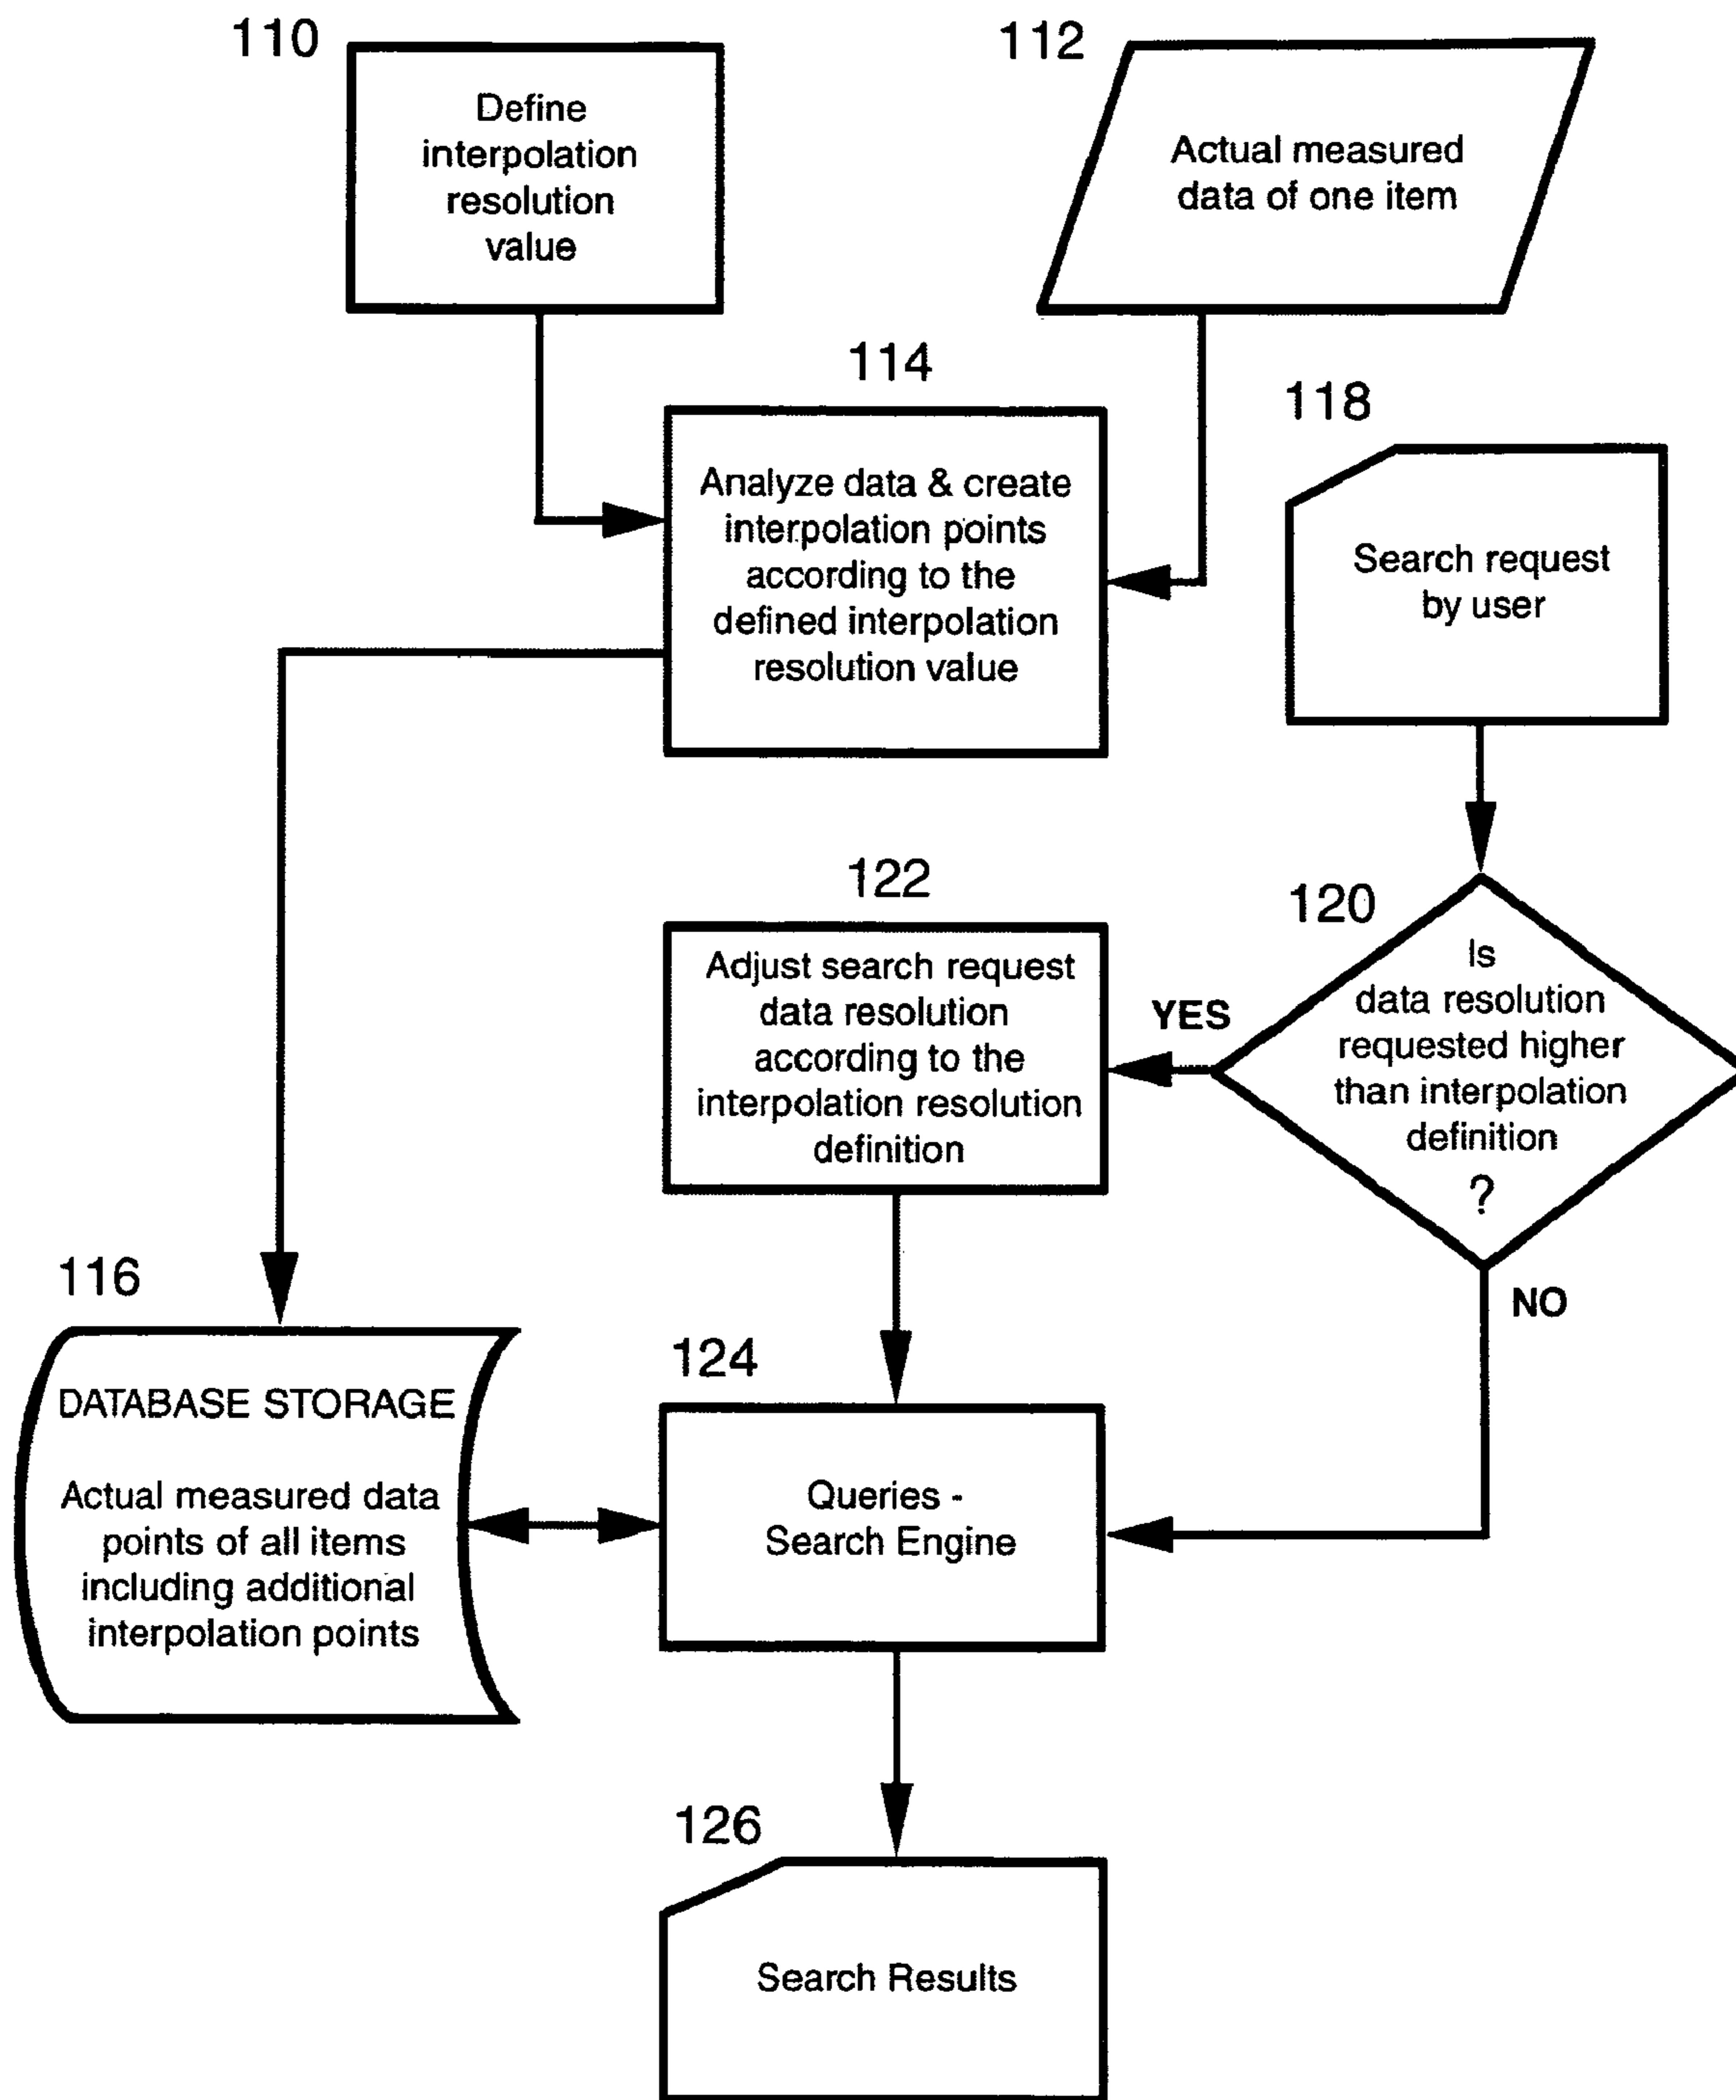 110
Define
interpolation
resolution
value
112
Actual measured
data of one item
114
Analyze data & create
interpolation points
according to the
defined interpolation
resolution value
118
Search request
by user
120
Is
data resolution
requested higher
than interpolation
definition
?
YES
NO
122
Adjust search request
data resolution
according to the
interpolation resolution
definition
116
DATABASE STORAGE
Actual measured data
points of all items
including additional
interpolation points
124
Queries -
Search Engine
126
Search Results